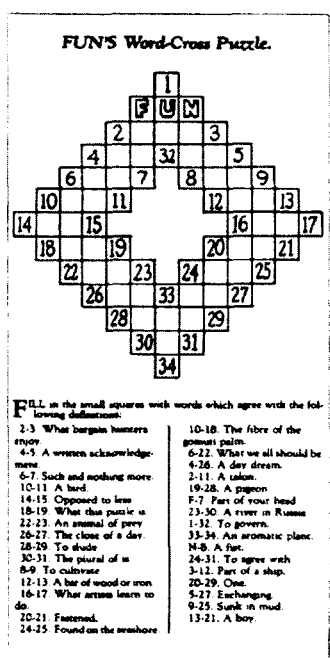 FUN'S Word-Cross Puzzle.
1
F U N
2 3
4 32 5
6 7 8 9
10 11 12 13
14 15 16 17
18 19 20 21
22 23 24 25
26 33 27
28 29
30 31
34
FILL in the small squares with words which agree with the fol-
lowing definitions:
2-3. What bargain hunters
enjoy.
4-5. A written acknowledge-
ment.
6-7. Such and nothing more.
10-11. A bird.
14-15. Opposed to less
18-19. What this puzzle is.
22-23. An animal of prey
26-27. The close of a day.
28-29. To elude
30-31. The plural of is
8-9. To cultivate
12-13. A bar of wood or iron.
16-17. What artists learn to
do.
20-21. Fastened.
24-25. Found on the seashore
10-18. The fibre of the
gomuti palm.
6-22. What we all should be
4-26. A day dream.
2-11. A talon.
19-28. A pigeon
F-7. Part of your head
23-30. A river in Russia
1-32. To govern.
33-34. An aromatic plant.
N-8. A fist.
24-31. To agree with
3-12. Part of a ship.
20-29. One.
5-27. Exchanging.
9-25. Sunk in mud.
13-21. A boy.